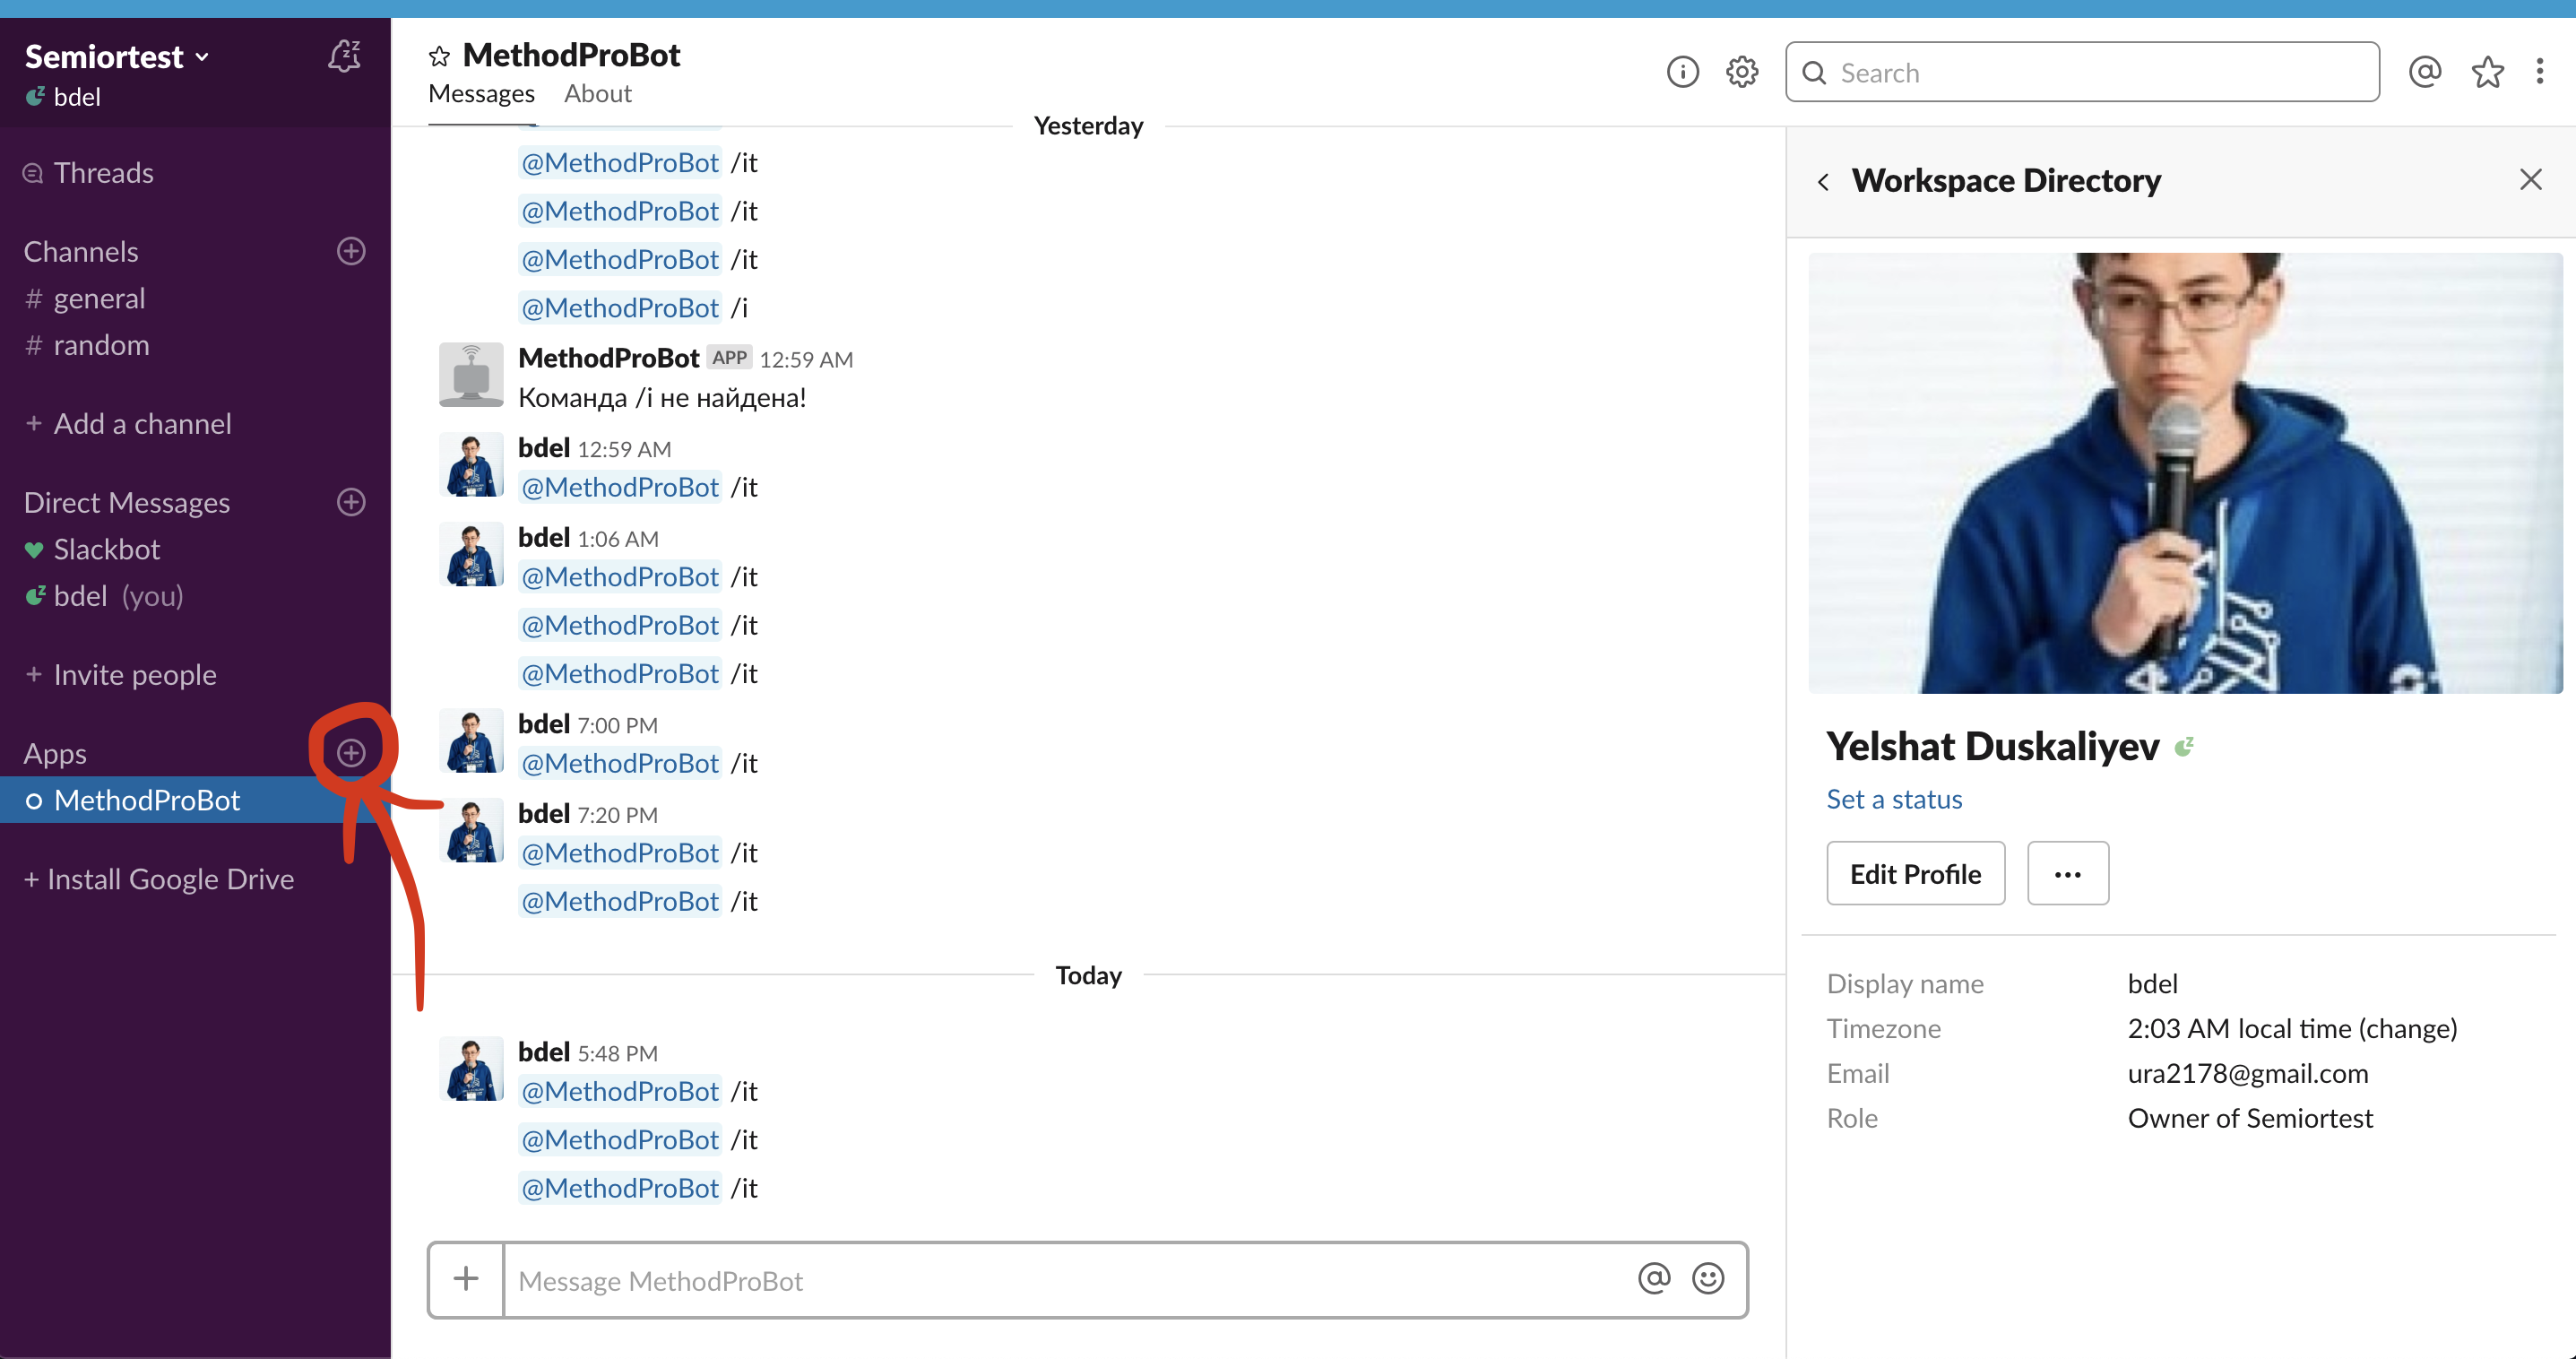 Semiortest
bdel
Threads
Channels
# general
# random
+ Add a channel
Direct Messages
Slackbot
bdel (you)
+ Invite people
Apps
MethodProBot
+ Install Google Drive
MethodProBot
Messages About
Search
Yesterday
@MethodProBot /it
@MethodProBot /it
@MethodProBot /it
@MethodProBot /i
MethodProBot APP 12:59 AM
Команда /i не найдена!
bdel 12:59 AM
@MethodProBot /it
bdel 1:06 AM
@MethodProBot /it
@MethodProBot /it
@MethodProBot /it
bdel 7:00 PM
@MethodProBot /it
bdel 7:20 PM
@MethodProBot /it
@MethodProBot /it
Today
bdel 5:48 PM
@MethodProBot /it
@MethodProBot /it
@MethodProBot /it
Message MethodProBot
Workspace Directory
Yelshat Duskaliyev
Set a status
Edit Profile
Display name bdel
Timezone 2:03 AM local time (change)
Email ura2178@gmail.com
Role Owner of Semiortest